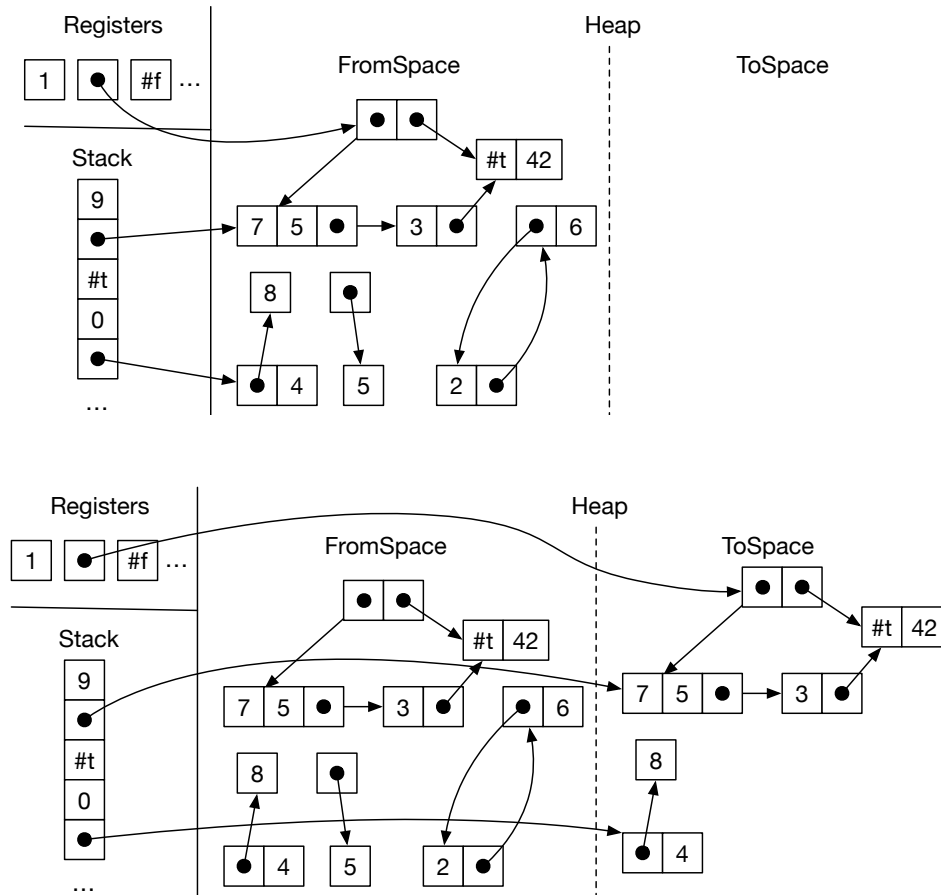 Registers
Heap
FromSpace
ToSpace
1
#f
...
#t 42
Stack
9
7 5
3
6
#t
8
0
4
5
2
...
Registers
Heap
FromSpace
ToSpace
1
#f
...
#t 42
#t 42
Stack
9
7 5
3
6
7 5
3
#t
8
8
0
4
5
2
4
...